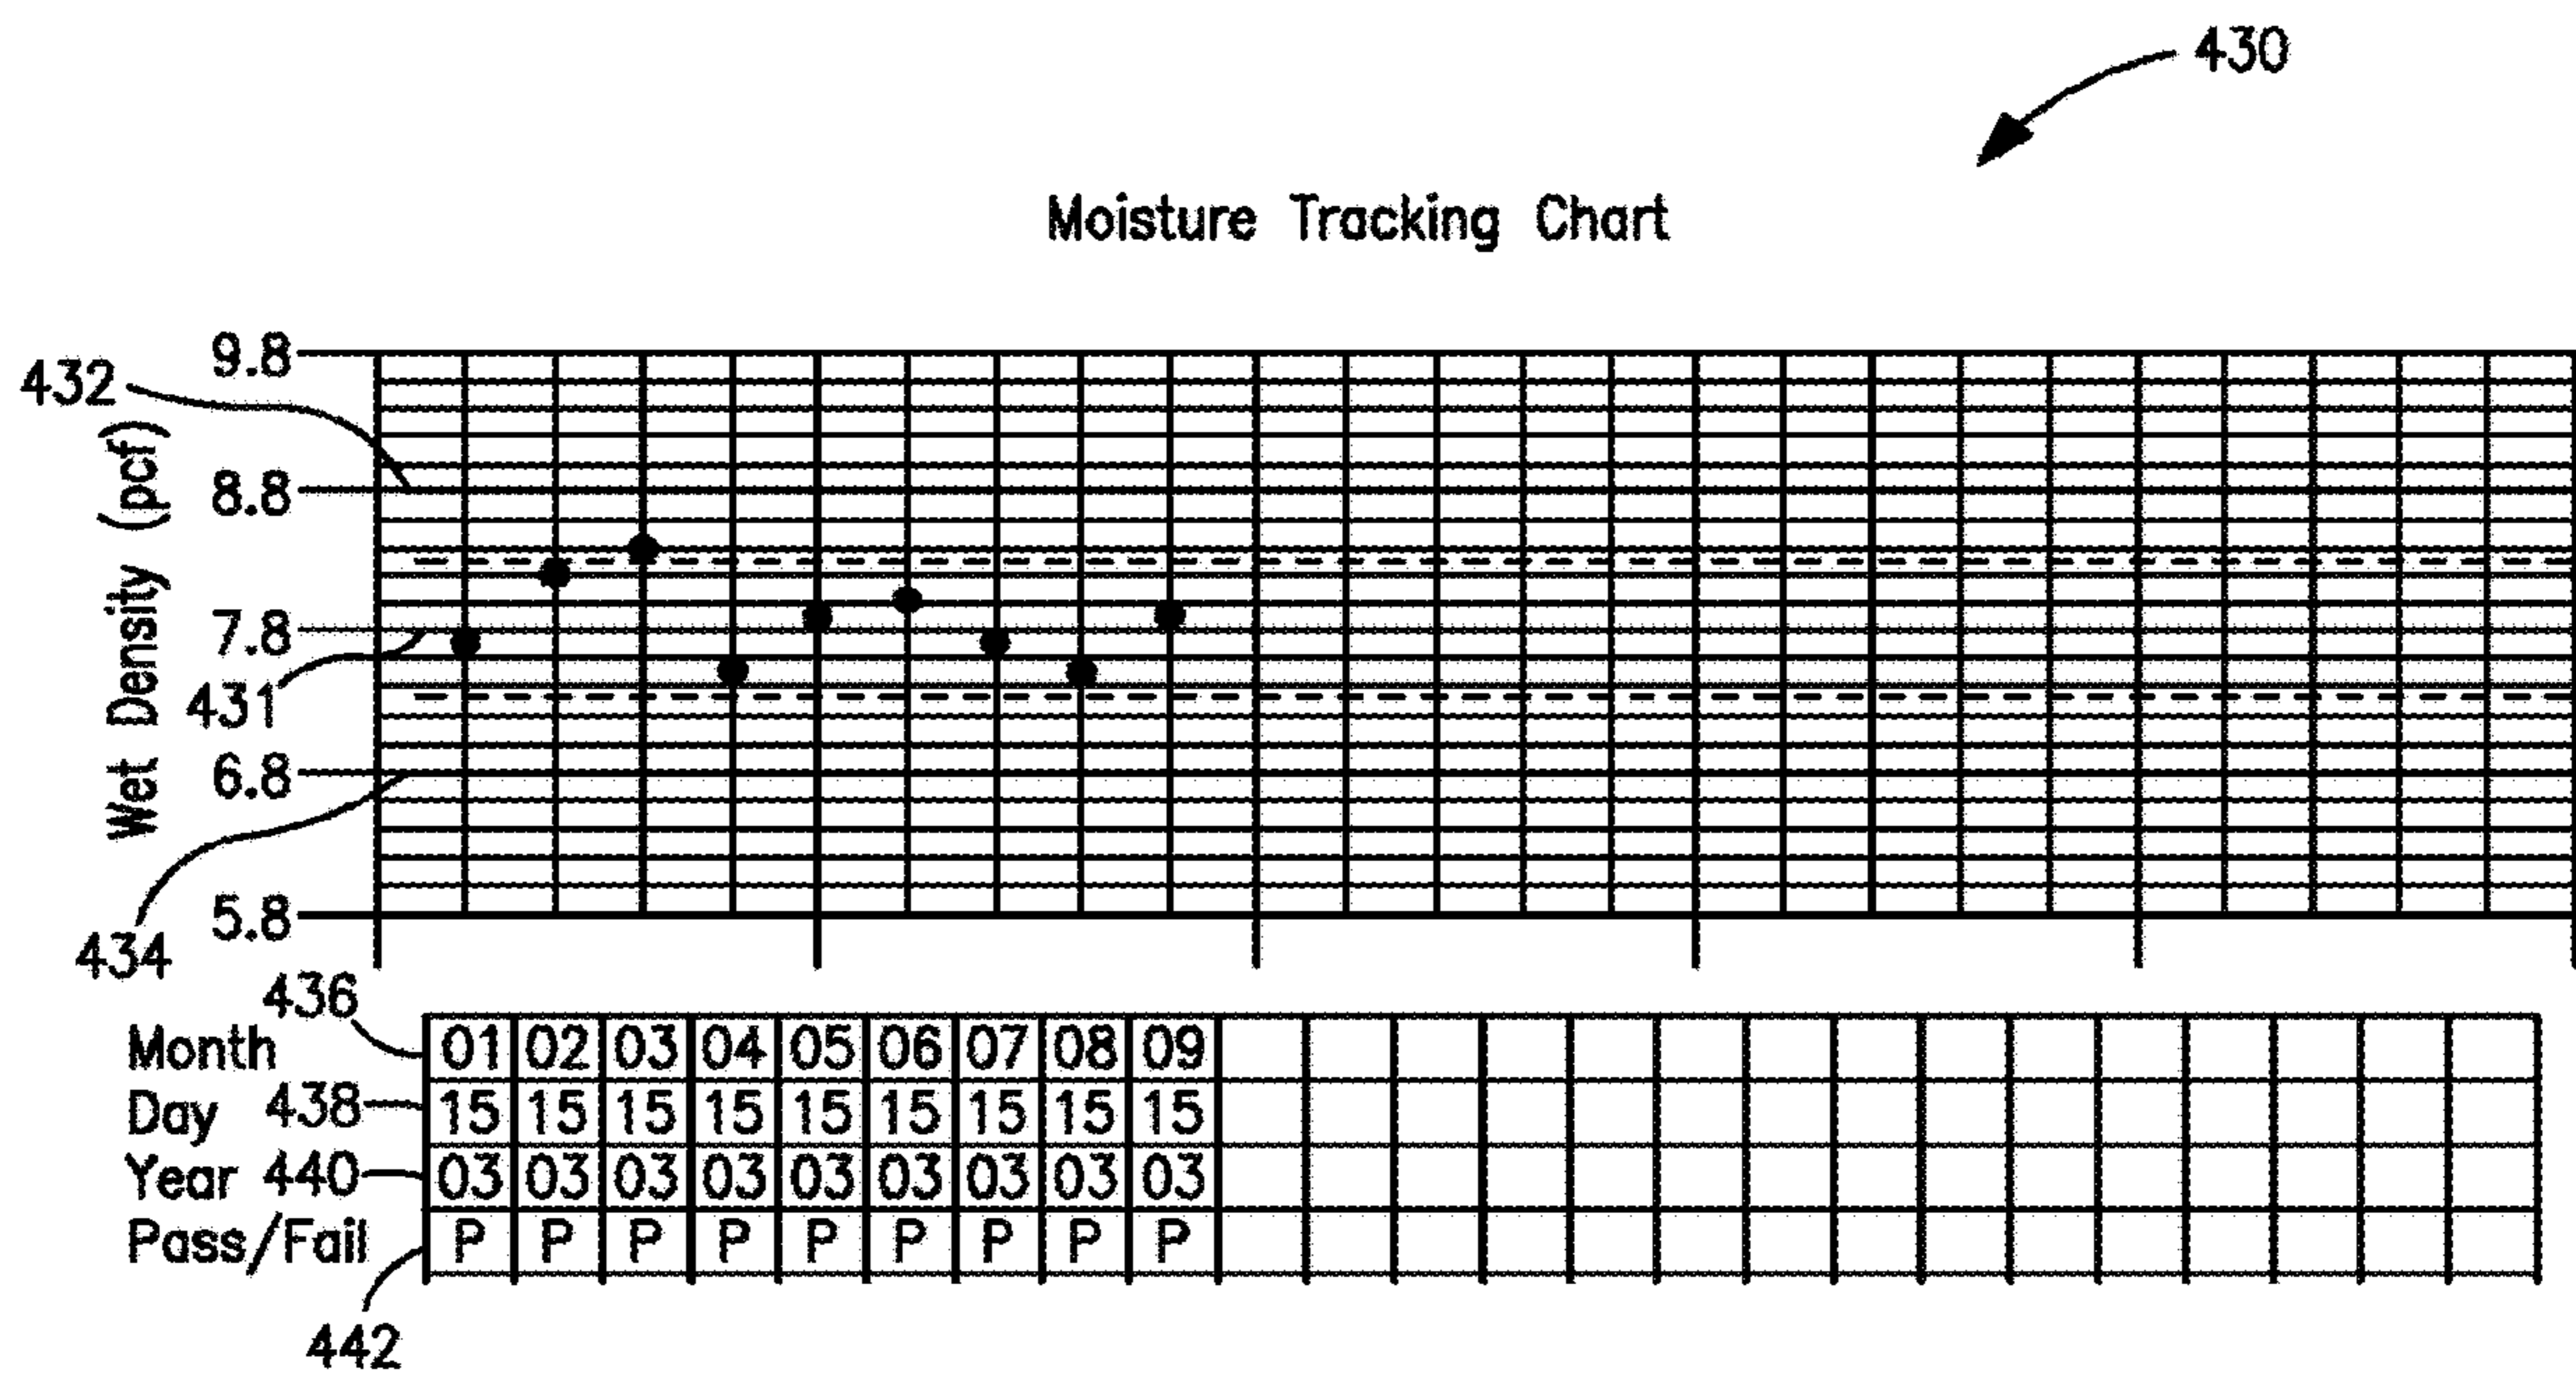 430
Moisture Tracking Chart
9.8
432
8.8
Wet Density (pcf)
7.8
431
6.8
5.8
434
436
Month 01 02 03 04 05 06 07 08 09
Day 438 15 15 15 15 15 15 15 15 15
Year 440 03 03 03 03 03 03 03 03 03
Pass/Fail P P P P P P P P P
442